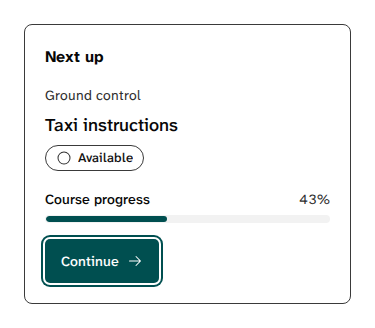 Next up
Ground control
Taxi instructions
Available
Course progress 43%
Continue